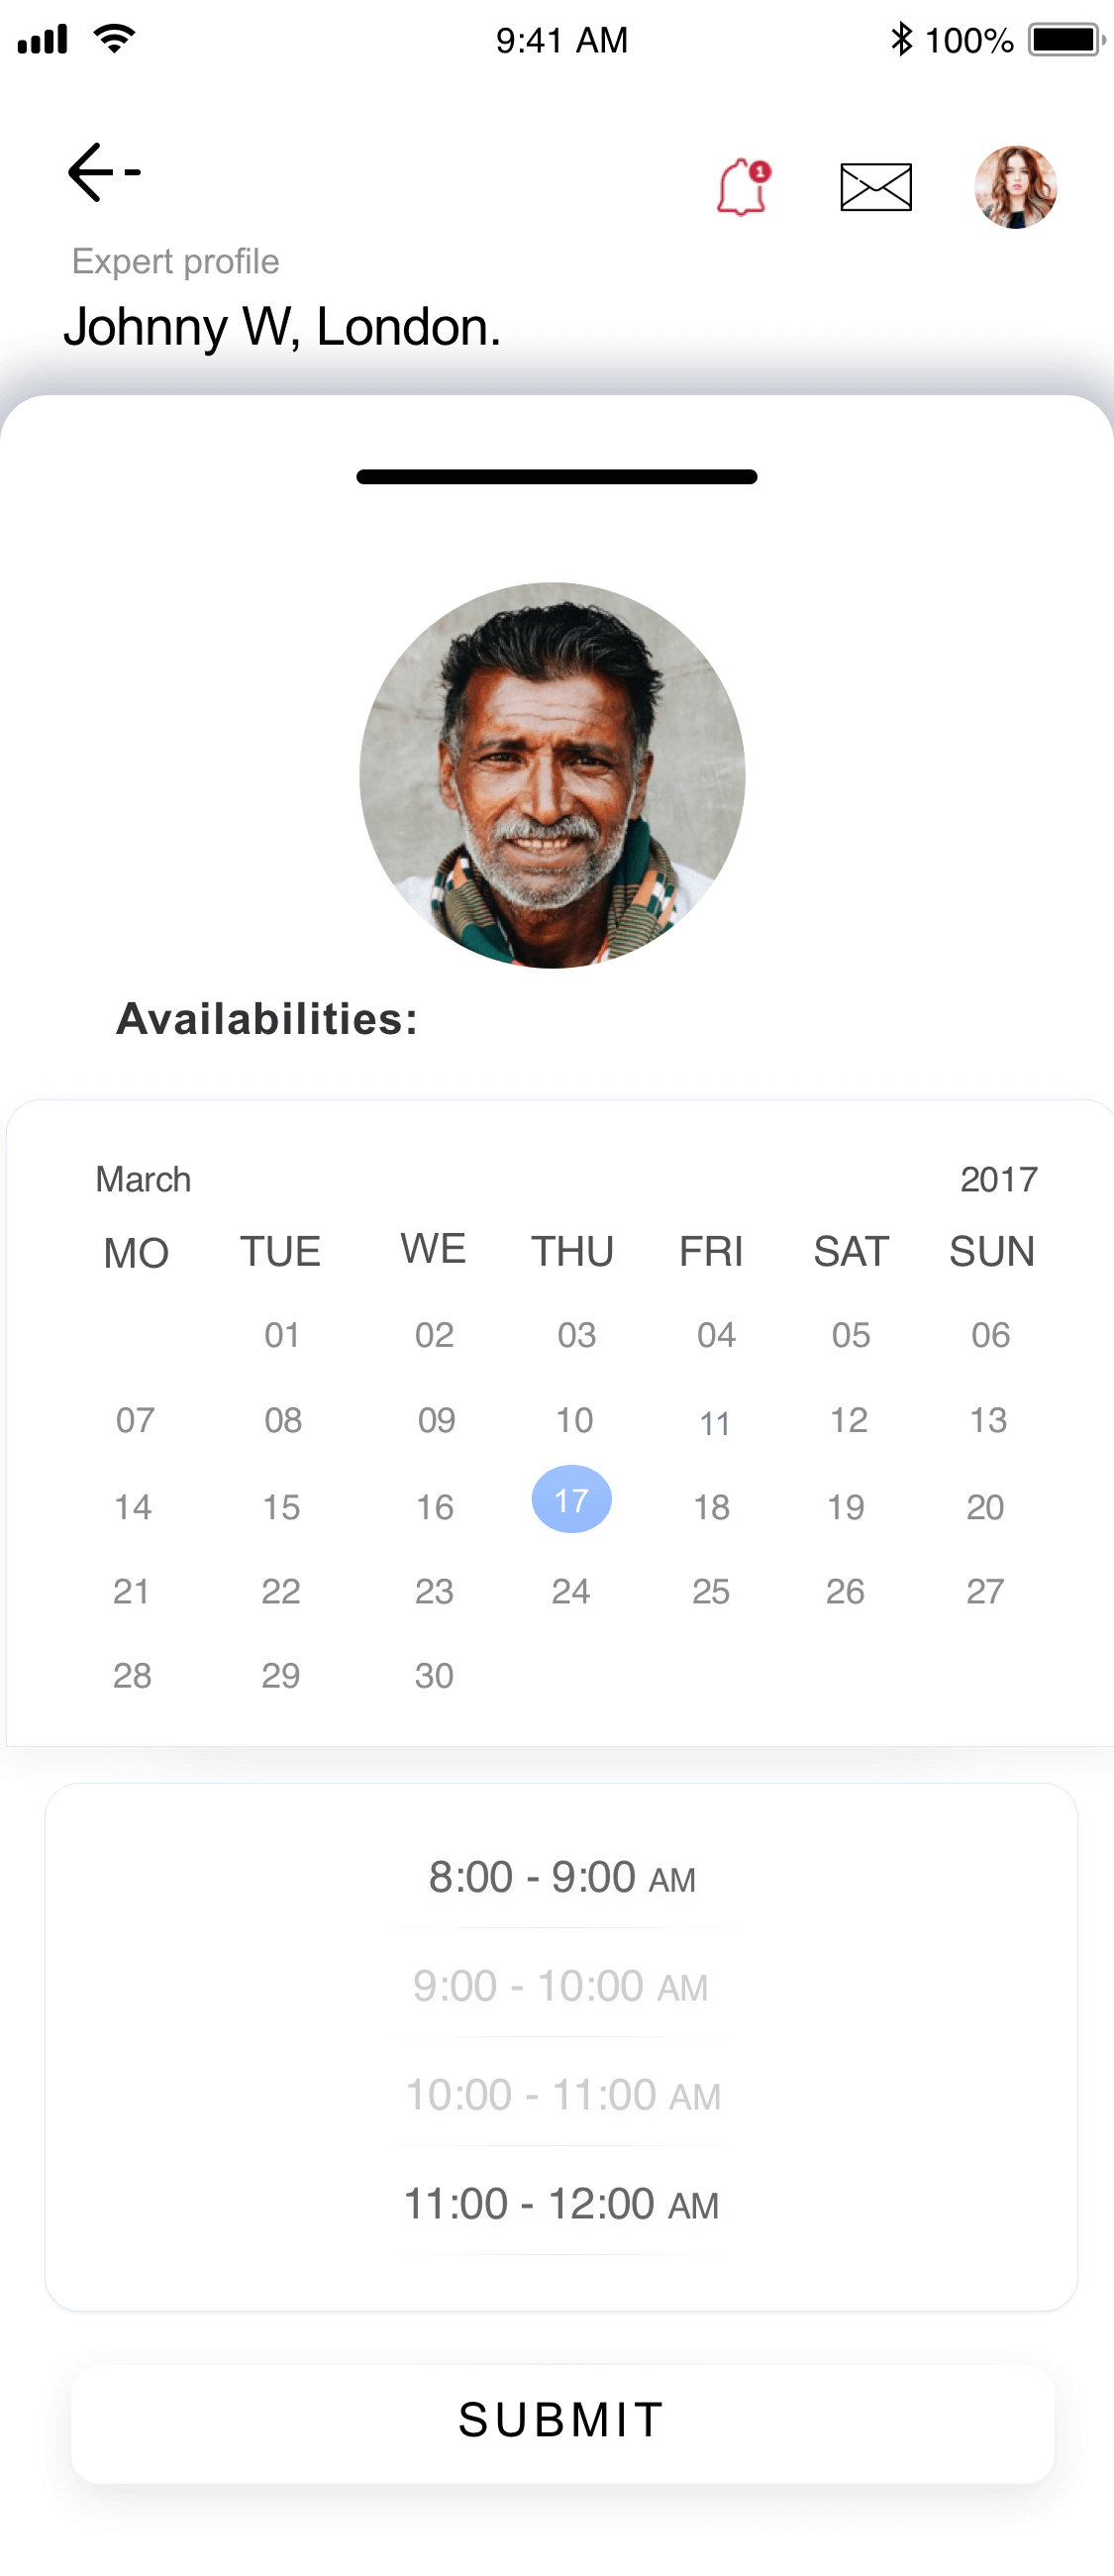 9:41 AM 100%
1
Expert profile
Johnny W, London.
Availabilities:
March 2017
MO TUE WE THU FRI SAT SUN
01 02 03 04 05 06
07 08 09 10 11 12 13
14 15 16 17 18 19 20
21 22 23 24 25 26 27
28 29 30
8:00 - 9:00 AM
9:00 - 10:00 AM
10:00 - 11:00 AM
11:00 - 12:00 AM
SUBMIT